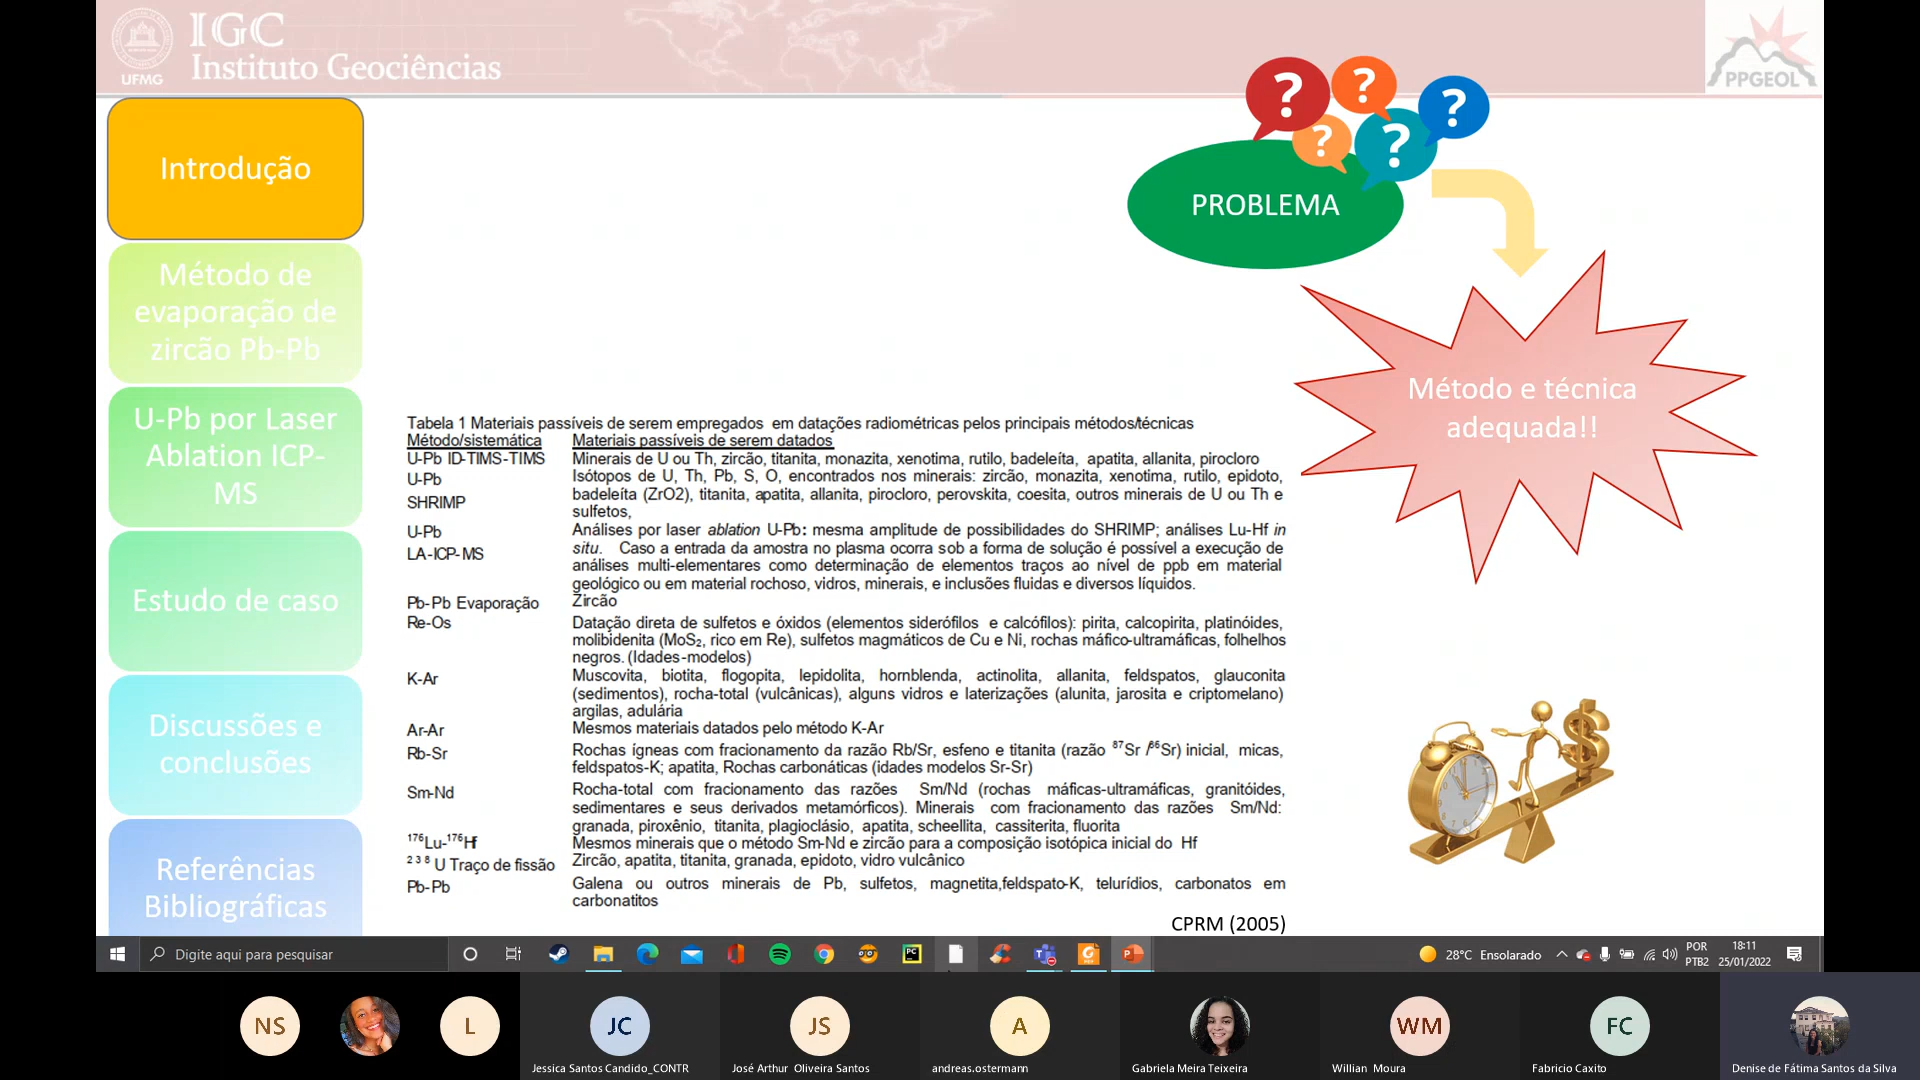 IGC
Instituto Geociências
UFMG
PPGEOL
Introdução
Método de
evaporação de
zircão Pb-Pb
U-Pb por Laser
Ablation ICP-
MS
Estudo de caso
Discussões e
conclusões
Referências
Bibliográficas
? ? ? ? ?
PROBLEMA
Método e técnica
adequada!!
$
Tabela 1 Materiais passíveis de serem empregados em datações radiométricas pelos principais métodos/técnicas
Método/sistemática Materiais passíveis de serem datados
U-Pb ID-TIMS-TIMS Minerais de U ou Th, zircão, titanita, monazita, xenotima, rutilo, badeleíta, apatita, allanita, pirocloro
U-Pb Isótopos de U, Th, Pb, S, O, encontrados nos minerais: zircão, monazita, xenotima, rutilo, epidoto,
SHRIMP badeleíta (ZrO2), titanita, apatita, allanita, pirocloro, perovskita, coesita, outros minerais de U ou Th e
sulfetos,
U-Pb Análises por laser ablation U-Pb: mesma amplitude de possibilidades do SHRIMP; análises Lu-Hf in
LA-ICP-MS situ. Caso a entrada da amostra no plasma ocorra sob a forma de solução é possível a execução de
análises multi-elementares como determinação de elementos traços ao nível de ppb em material
geológico ou em material rochoso, vidros, minerais, e inclusões fluidas e diversos líquidos.
Pb-Pb Evaporação Zircão
Re-Os Datação direta de sulfetos e óxidos (elementos siderófilos e calcófilos): pirita, calcopirita, platinóides,
molibidenita (MoS₂, rico em Re), sulfetos magmáticos de Cu e Ni, rochas máfico-ultramáficas, folhelhos
negros. (Idades-modelos)
K-Ar Muscovita, biotita, flogopita, lepidolita, hornblenda, actinolita, allanita, feldspatos, glauconita
(sedimentos), rocha-total (vulcânicas), alguns vidros e laterizações (alunita, jarosita e criptomelano)
argilas, adulária
Ar-Ar Mesmos materiais datados pelo método K-Ar
Rb-Sr Rochas ígneas com fracionamento da razão Rb/Sr, esfeno e titanita (razão ⁸⁷Sr /⁸⁶Sr) inicial, micas,
feldspatos-K; apatita, Rochas carbonáticas (idades modelos Sr-Sr)
Sm-Nd Rocha-total com fracionamento das razões Sm/Nd (rochas máficas-ultramáficas, granitóides,
sedimentares e seus derivados metamórficos). Minerais com fracionamento das razões Sm/Nd:
granada, piroxênio, titanita, plagioclásio, apatita, scheellita, cassiterita, fluorita
¹⁷⁶Lu-¹⁷⁶Hf Mesmos minerais que o método Sm-Nd e zircão para a composição isotópica inicial do Hf
²³⁸ U Traço de fissão Zircão, apatita, titanita, granada, epidoto, vidro vulcânico
Pb-Pb Galena ou outros minerais de Pb, sulfetos, magnetita,feldspato-K, telurídios, carbonatos em
carbonatitos
CPRM (2005)
Digite aqui para pesquisar
PC
28°C Ensolarado
POR
PTB2
18:11
25/01/2022
NS
L
JC
JS
A
WM
FC
Jessica Santos Candido_CONTR
José Arthur Oliveira Santos
andreas.ostermann
Gabriela Meira Teixeira
Willian Moura
Fabricio Caxito
Denise de Fátima Santos da Silva